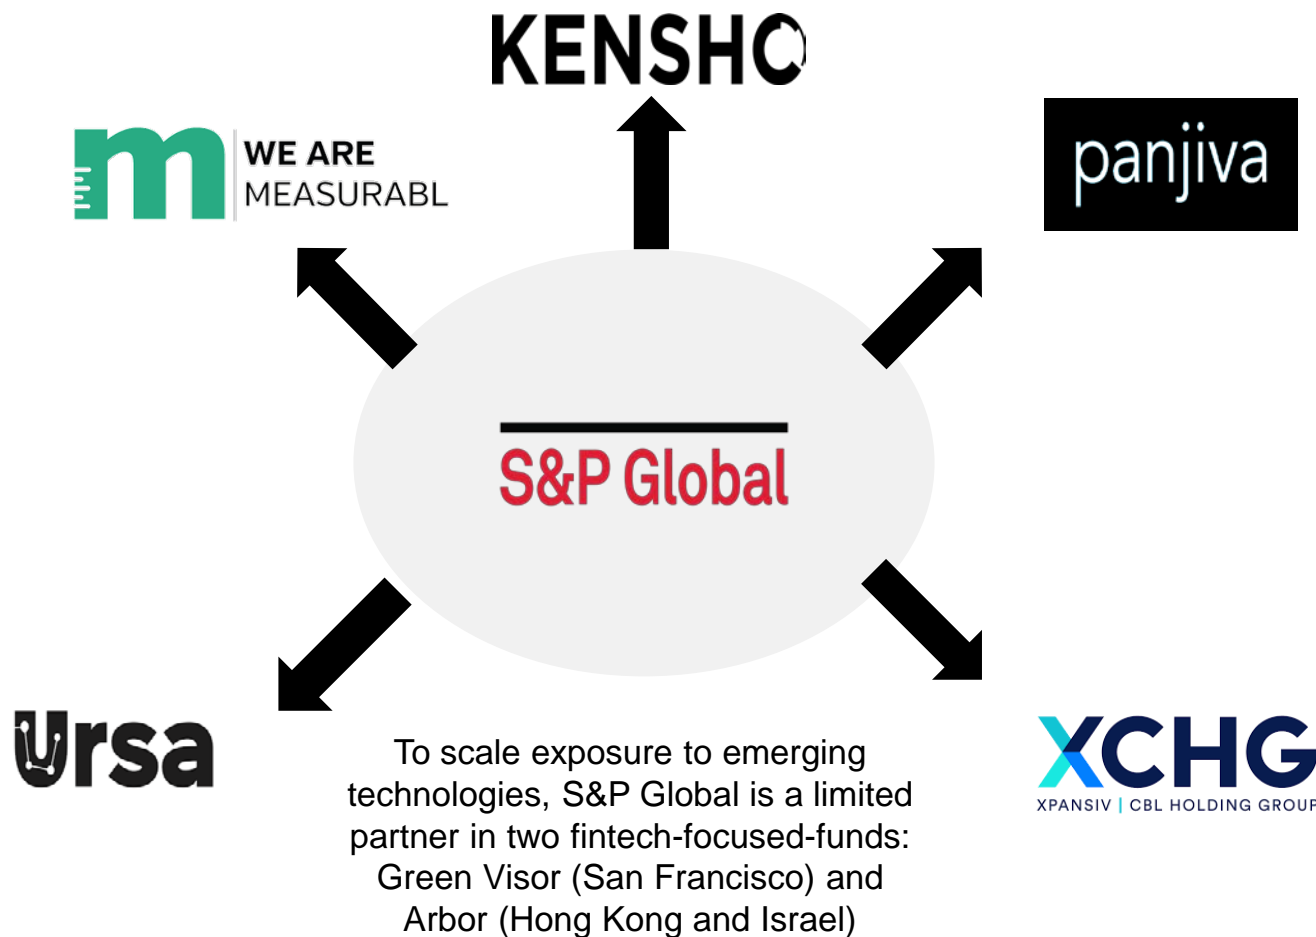 KENSHO
WE ARE
MEASURABL
panjiva
S&P Global
Ursa
XCHG
XPANSIV | CBL HOLDING GROUP
To scale exposure to emerging
technologies, S&P Global is a limited
partner in two fintech-focused-funds:
Green Visor (San Francisco) and
Arbor (Hong Kong and Israel)